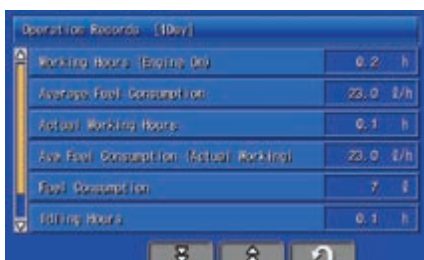 Operation Records [1Day]
Working Hours (Engine On) 0.2 h
Average Fuel Consumption 23.0 ℓ/h
Actual Working Hours 0.1 h
Ave Fuel Consumption (Actual Working) 23.0 ℓ/h
Fuel Consumption 7 ℓ
Idling Hours 0.1 h